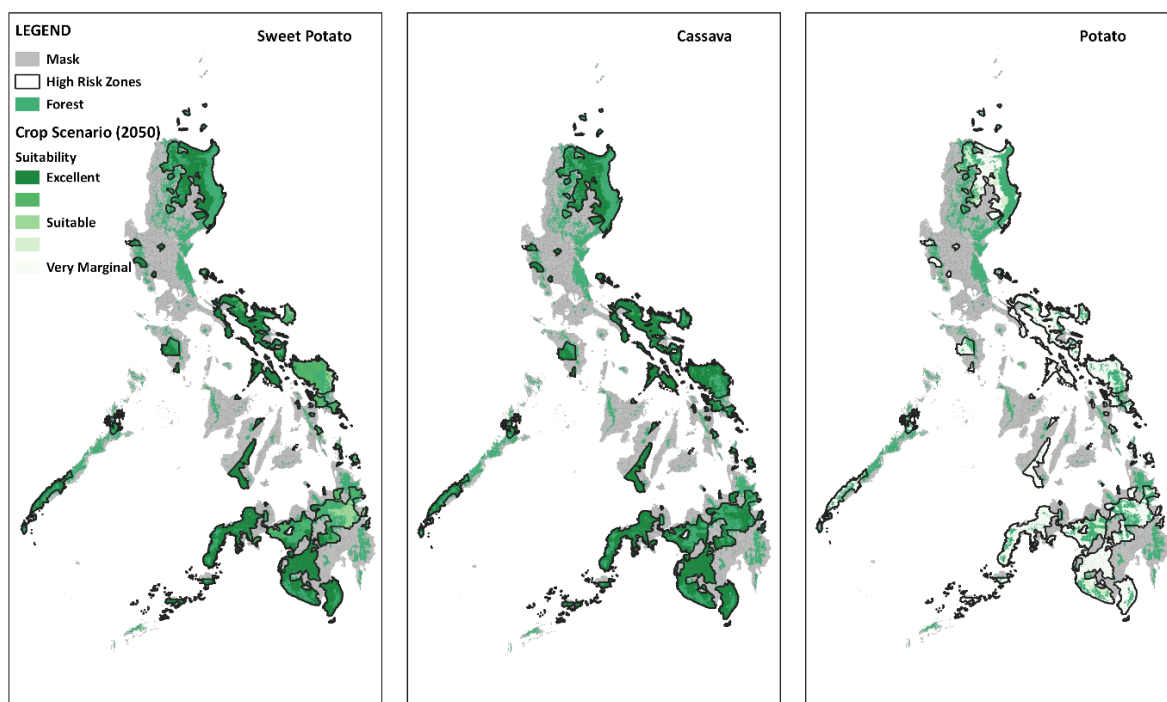 LEGEND
Mask
High Risk Zones
Forest
Crop Scenario (2050)
Suitability
Excellent
Suitable
Very Marginal
Sweet Potato
Cassava
Potato